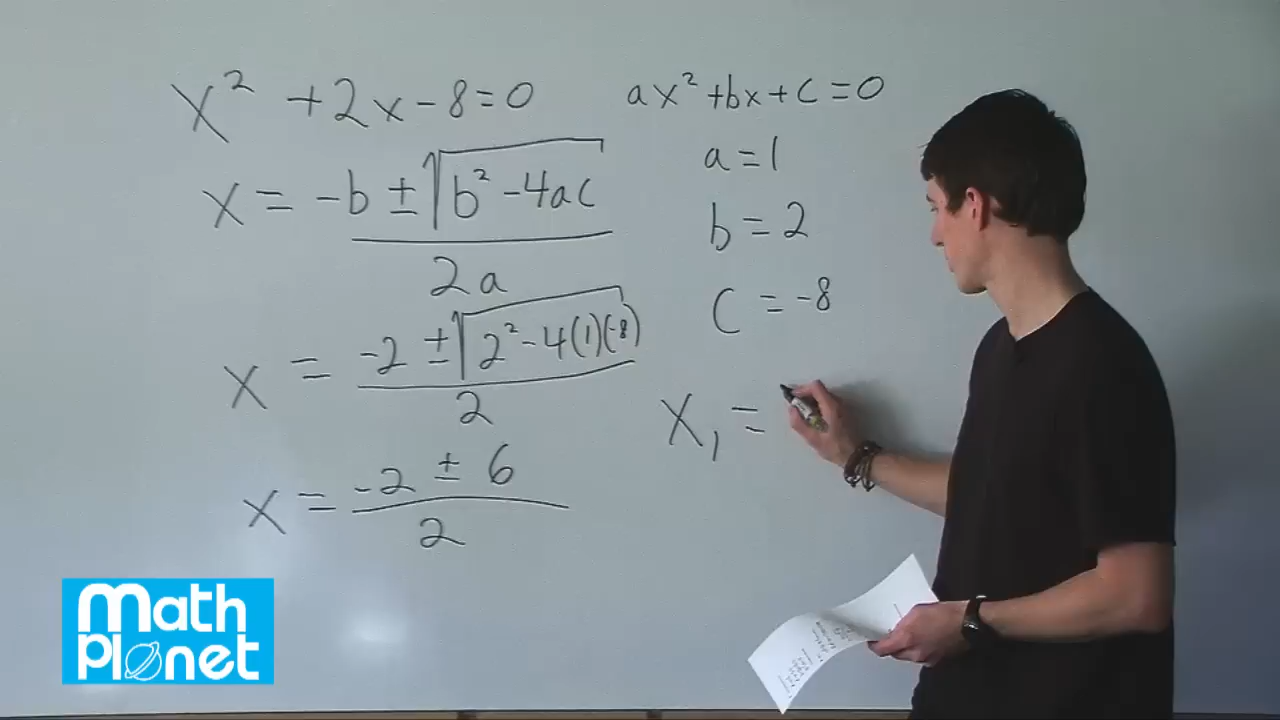 x² + 2x - 8 = 0
x = -b ± √b² - 4ac
2a
x = -2 ± √2² - 4(1)(-8)
2
x = -2 ± 6
2
ax² + bx + c = 0
a = 1
b = 2
c = -8
x₁ =
Math
Planet